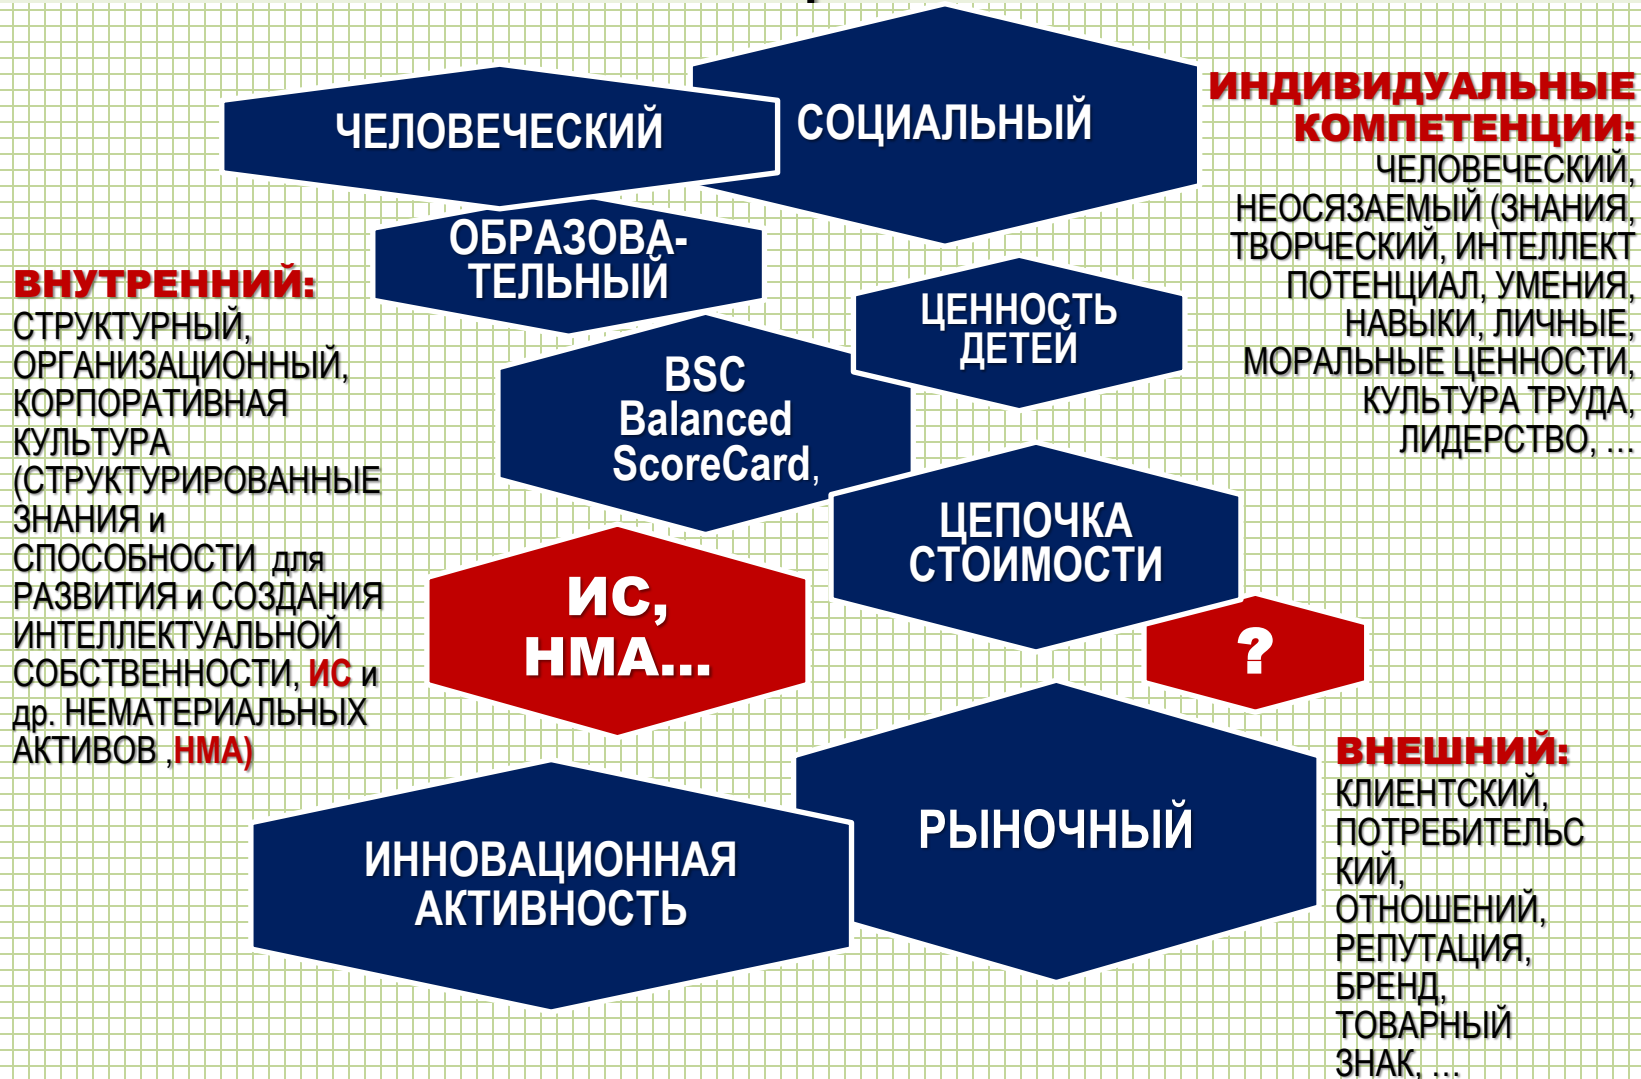 ЧЕЛОВЕЧЕСКИЙ
СОЦИАЛЬНЫЙ
ОБРАЗОВА-
ТЕЛЬНЫЙ
ЦЕННОСТЬ
ДЕТЕЙ
BSC
Balanced
ScoreCard,
ЦЕПОЧКА
СТОИМОСТИ
ИС,
НМА...
?
РЫНОЧНЫЙ
ИННОВАЦИОННАЯ
АКТИВНОСТЬ
ВНУТРЕННИЙ:
СТРУКТУРНЫЙ,
ОРГАНИЗАЦИОННЫЙ,
КОРПОРАТИВНАЯ
КУЛЬТУРА
(СТРУКТУРИРОВАННЫЕ
ЗНАНИЯ и
СПОСОБНОСТИ для
РАЗВИТИЯ и СОЗДАНИЯ
ИНТЕЛЛЕКТУАЛЬНОЙ
СОБСТВЕННОСТИ, ИС и
др. НЕМАТЕРИАЛЬНЫХ
АКТИВОВ ,НМА)
ИНДИВИДУАЛЬНЫЕ
КОМПЕТЕНЦИИ:
ЧЕЛОВЕЧЕСКИЙ,
НЕОСЯЗАЕМЫЙ (ЗНАНИЯ,
ТВОРЧЕСКИЙ, ИНТЕЛЛЕКТ
ПОТЕНЦИАЛ, УМЕНИЯ,
НАВЫКИ, ЛИЧНЫЕ,
МОРАЛЬНЫЕ ЦЕННОСТИ,
КУЛЬТУРА ТРУДА,
ЛИДЕРСТВО, ...
ВНЕШНИЙ:
КЛИЕНТСКИЙ,
ПОТРЕБИТЕЛЬС
КИЙ,
ОТНОШЕНИЙ,
РЕПУТАЦИЯ,
БРЕНД,
ТОВАРНЫЙ
ЗНАК, ...